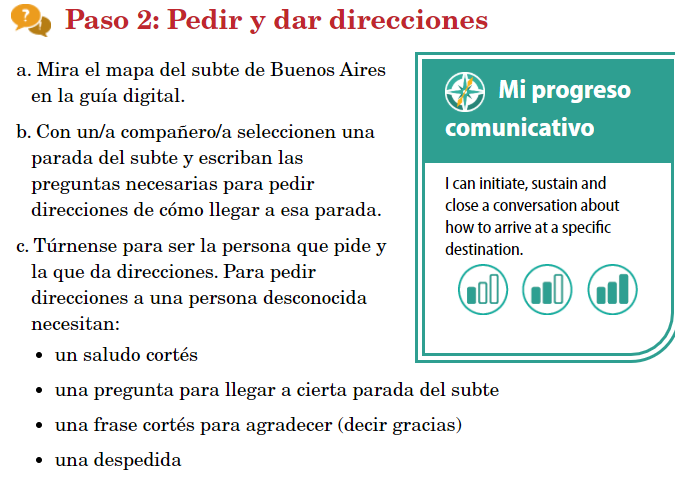 Paso 2: Pedir y dar direcciones
a. Mira el mapa del subte de Buenos Aires
en la guía digital.
b. Con un/a compañero/a seleccionen una
parada del subte y escriban las
preguntas necesarias para pedir
direcciones de cómo llegar a esa parada.
c. Túrnense para ser la persona que pide y
la que da direcciones. Para pedir
direcciones a una persona desconocida
necesitan:
• un saludo cortés
• una pregunta para llegar a cierta parada del subte
• una frase cortés para agradecer (decir gracias)
• una despedida
Mi progreso
comunicativo
I can initiate, sustain and
close a conversation about
how to arrive at a specific
destination.